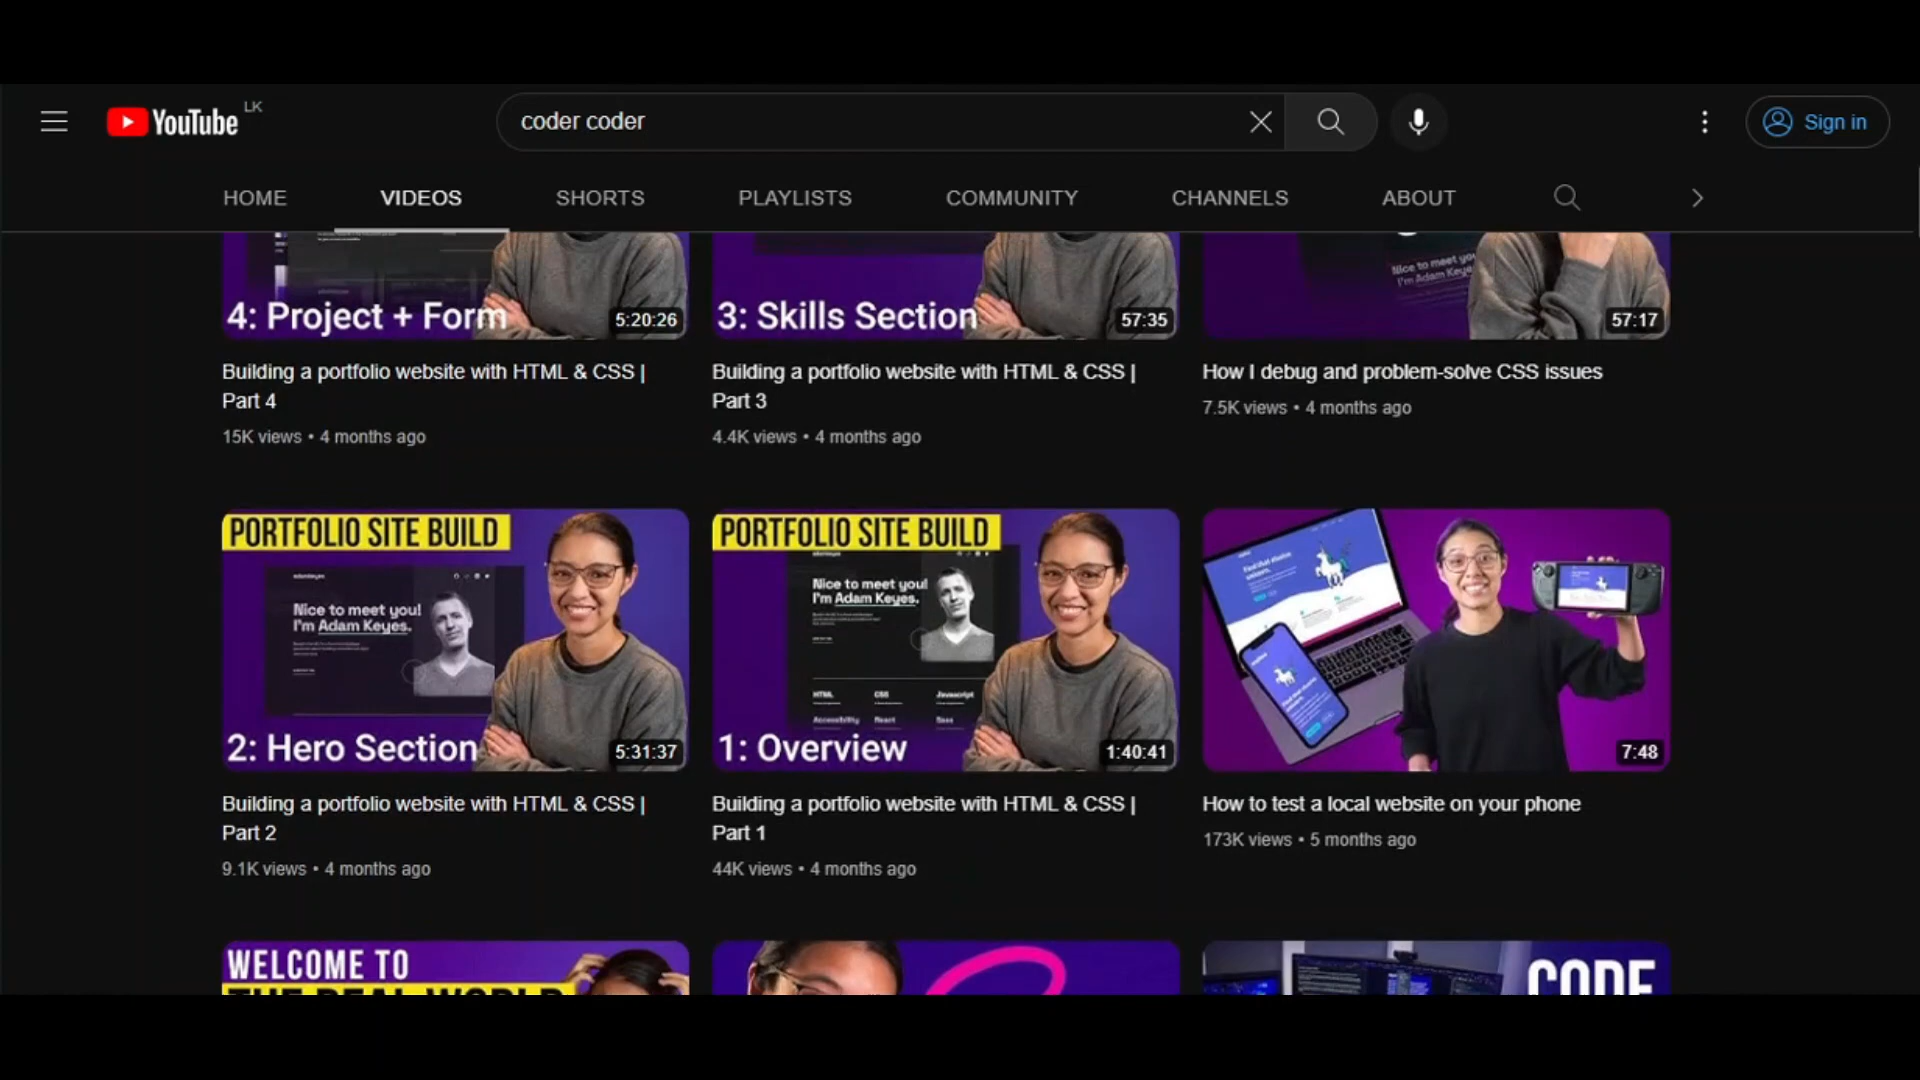 YouTube LK
coder coder
Sign in
HOME VIDEOS SHORTS PLAYLISTS COMMUNITY CHANNELS ABOUT
Nice to meet you!
I'm Adam Keyes
4: Project + Form 5:20:26
3: Skills Section 57:35
57:17
Building a portfolio website with HTML & CSS |
Part 4
15K views • 4 months ago
Building a portfolio website with HTML & CSS |
Part 3
4.4K views • 4 months ago
How I debug and problem-solve CSS issues
7.5K views • 4 months ago
PORTFOLIO SITE BUILD
adamkeyes
Nice to meet you!
I'm Adam Keyes.
2: Hero Section 5:31:37
PORTFOLIO SITE BUILD
adamkeyes
Nice to meet you!
I'm Adam Keyes.
HTML CSS Javascript
Accessibility React Sass
1: Overview 1:40:41
7:48
Building a portfolio website with HTML & CSS |
Part 2
9.1K views • 4 months ago
Building a portfolio website with HTML & CSS |
Part 1
44K views • 4 months ago
How to test a local website on your phone
173K views • 5 months ago
WELCOME TO
THE REAL WORLD
CODE